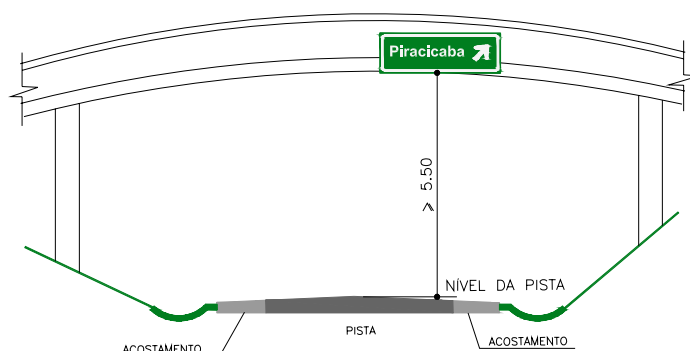 Piracicaba
≥ 5.50
NÍVEL DA PISTA
PISTA
ACOSTAMENTO
ACOSTAMENTO